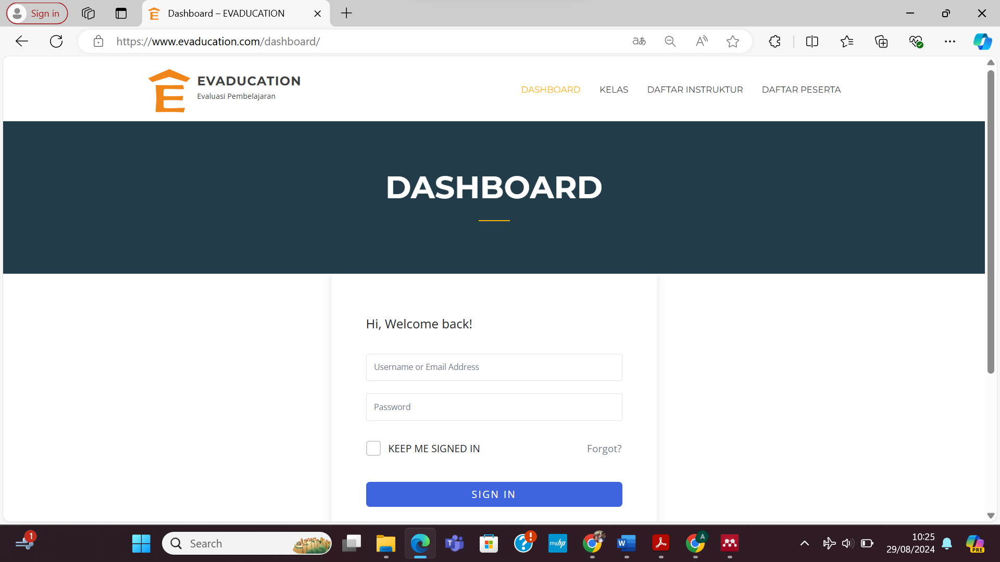 Sign in
Dashboard – EVADUCATION
https://www.evaducation.com/dashboard/
EVADUCATION
Evaluasi Pembelajaran
DASHBOARD KELAS DAFTAR INSTRUKTUR DAFTAR PESERTA
DASHBOARD
Hi, Welcome back!
Username or Email Address
Password
KEEP ME SIGNED IN Forgot?
SIGN IN
1
Search
myhp
A
10:25
29/08/2024
PRE